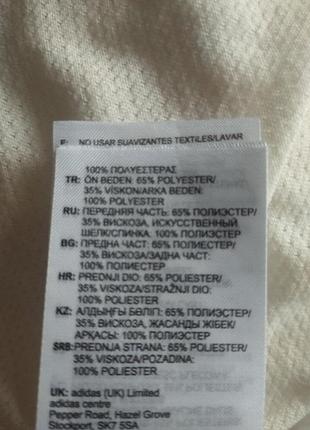 E: NO USAR SUAVIZANTES TEXTILES/LAVAR
100% ПОЛУЕСТЕРАΣ
TR: ÖN BEDEN: 65% POLYESTER/
35% VİSKON/ARKA BEDEN:
100% POLYESTER
RU: ПЕРЕДНЯЯ ЧАСТЬ: 65% ПОЛИЭСТЕР/
35% ВИСКОЗА, ИСКУССТВЕННЫЙ
ШЕЛК/СПИНКА: 100% ПОЛИЭСТЕР
BG: ПРЕДНА ЧАСТ: 65% ПОЛИЕСТЕР/
35% ВИСКОЗА/ЗАДНА ЧАСТ:
100% ПОЛИЕСТЕР
HR: PREDNJI DIO: 65% POLIESTER/
35% VISKOZA/STRAŽNJI DIO:
100% POLIESTER
KZ: АЛДЫҢҒЫ БӨЛІГІ: 65% ПОЛИЭСТЕР/
35% ВИСКОЗА, ЖАСАНДЫ ЖІБЕК/
АРҚАСЫ: 100% ПОЛИЭСТЕР
SRB: PREDNJA STRANA: 65% POLIESTER/
35% VISKOZA/POZADINA:
100% POLIESTER
UK: adidas (UK) Limited
adidas centre
Pepper Road, Hazel Grove
Stockport, SK7 5SA